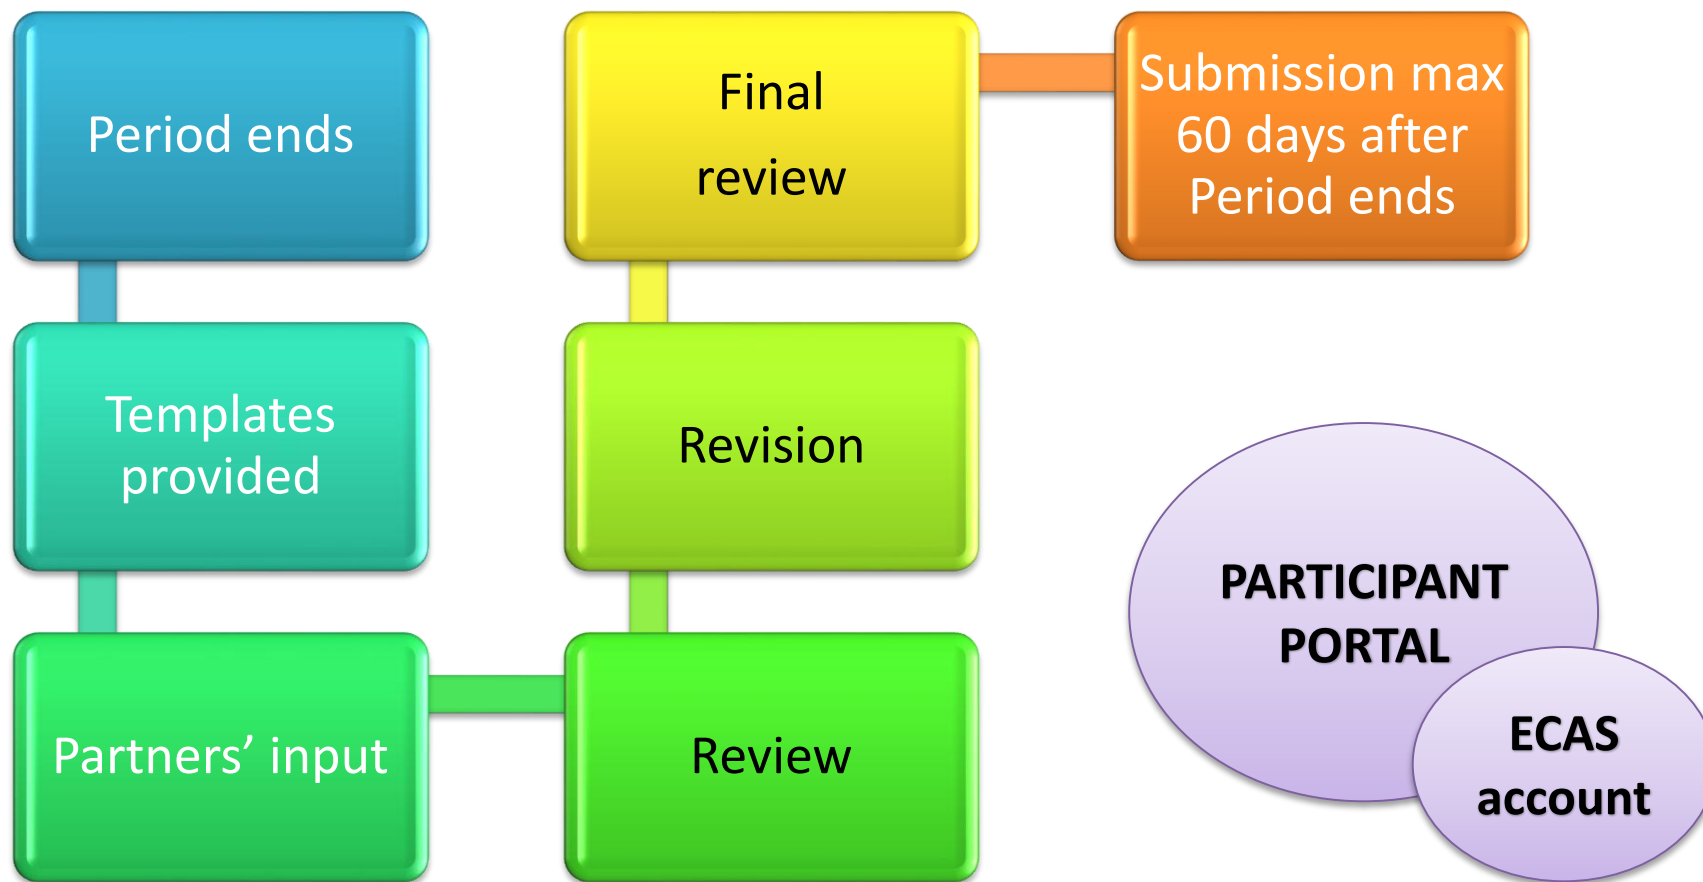 Period ends
Templates
provided
Partners’ input
Review
Revision
Final
review
Submission max
60 days after
Period ends
PARTICIPANT
PORTAL
ECAS
account